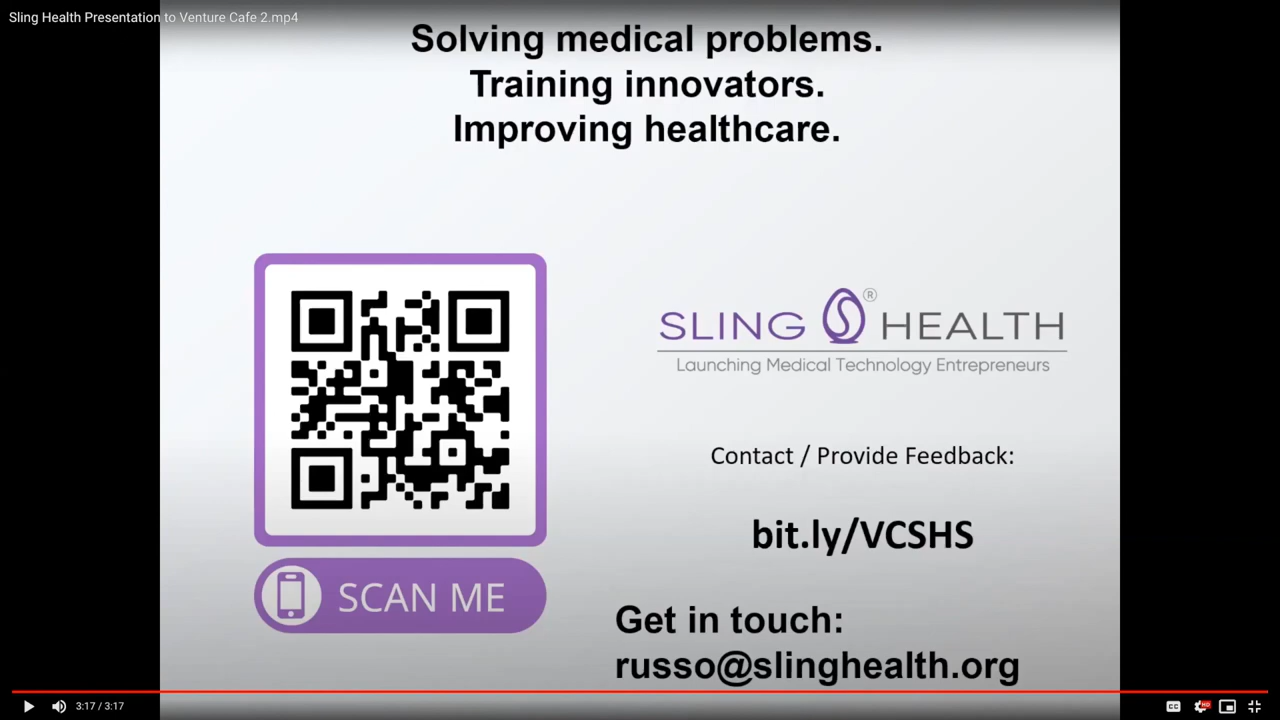 Sling Health Presentation to Venture Cafe 2.mp4
Solving medical problems.
Training innovators.
Improving healthcare.
SLING HEALTH ®
Launching Medical Technology Entrepreneurs
Contact / Provide Feedback:
bit.ly/VCSHS
SCAN ME
Get in touch:
russo@slinghealth.org
3:17 / 3:17
CC
HD